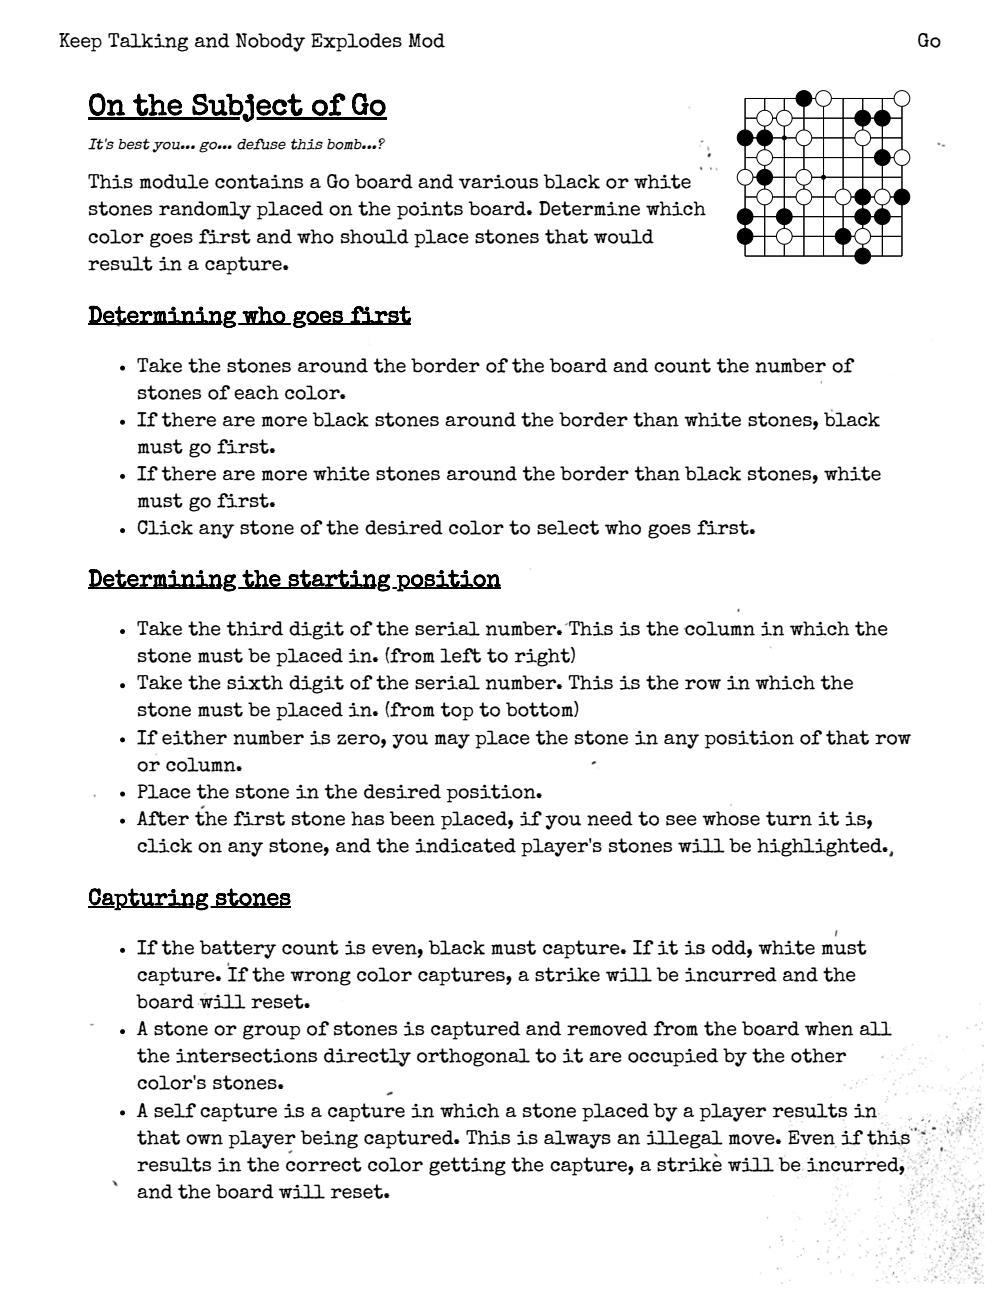 Keep Talking and Nobody Explodes Mod
Go
On the Subject of Go
It's best you... go... defuse this bomb...?
This module contains a Go board and various black or white
stones randomly placed on the points board. Determine which
color goes first and who should place stones that would
result in a capture.
Determining who goes first
• Take the stones around the border of the board and count the number of
stones of each color.
• If there are more black stones around the border than white stones, black
must go first.
• If there are more white stones around the border than black stones, white
must go first.
• Click any stone of the desired color to select who goes first.
Determining the starting position
• Take the third digit of the serial number. This is the column in which the
stone must be placed in. (from left to right)
• Take the sixth digit of the serial number. This is the row in which the
stone must be placed in. (from top to bottom)
• If either number is zero, you may place the stone in any position of that row
or column.
• Place the stone in the desired position.
• After the first stone has been placed, if you need to see whose turn it is,
click on any stone, and the indicated player's stones will be highlighted.
Capturing stones
• If the battery count is even, black must capture. If it is odd, white must
capture. If the wrong color captures, a strike will be incurred and the
board will reset.
• A stone or group of stones is captured and removed from the board when all
the intersections directly orthogonal to it are occupied by the other
color's stones.
• A self capture is a capture in which a stone placed by a player results in
that own player being captured. This is always an illegal move. Even if this
results in the correct color getting the capture, a strike will be incurred,
and the board will reset.